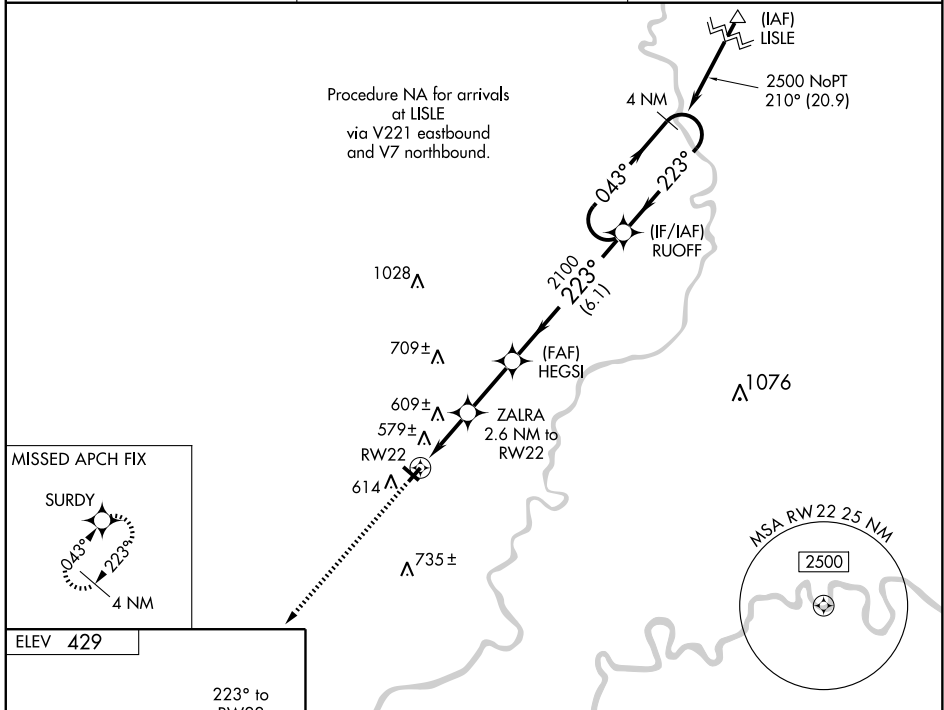 (IAF)
LISLE
2500 NoPT
210° (20.9)
Procedure NA for arrivals
at LISLE
via V221 eastbound
and V7 northbound.
4 NM
043°
223°
(IF/IAF)
RUOFF
2100
223°
(6.1)
1028
709±
(FAF)
HEGSI
1076
609±
ZALRA
2.6 NM to
RW22
579±
RW22
614
735±
MISSED APCH FIX
SURDY
043°
223°
4 NM
MSA RW 22 25 NM
2500
ELEV 429
223° to